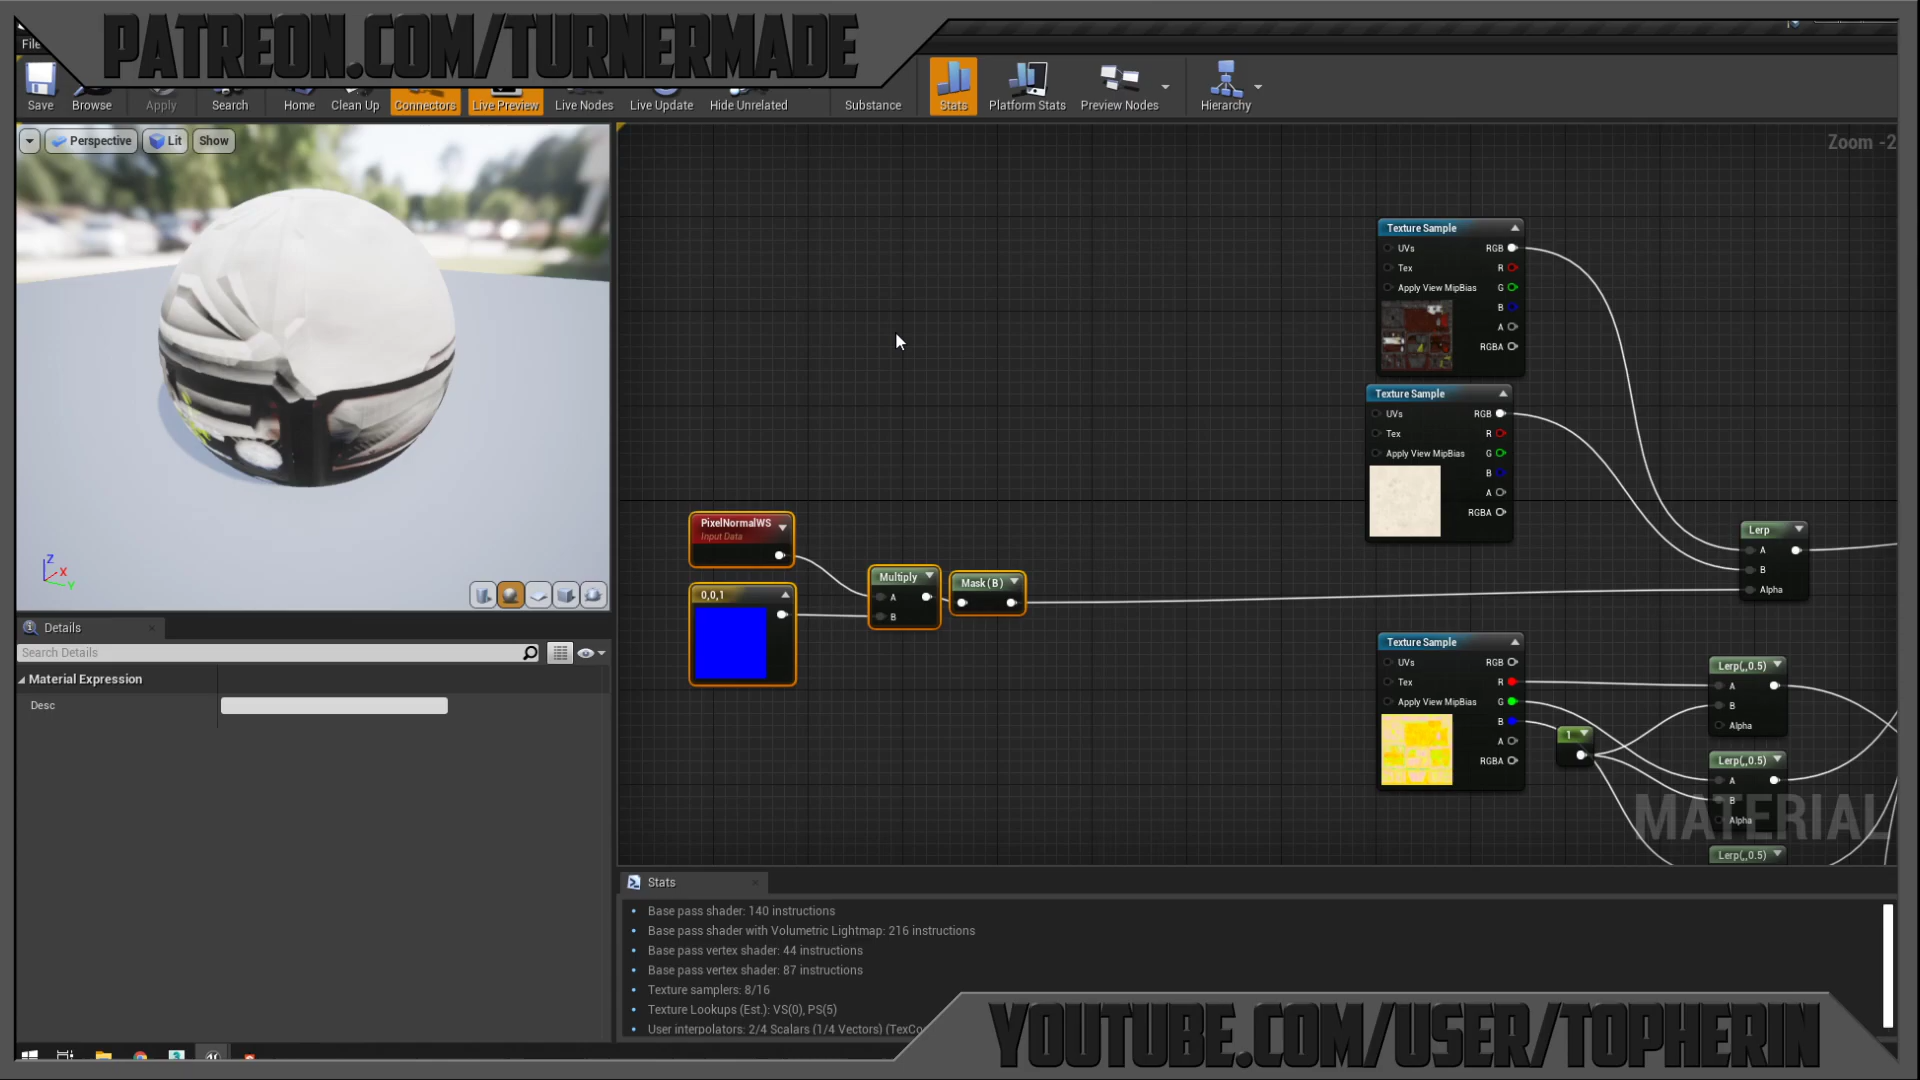 PATREON.COM/TURNERMADE
File
Save
Browse
Apply
Search
Home
Clean Up
Connectors
Live Preview
Live Nodes
Live Update
Hide Unrelated
Substance
Stats
Platform Stats
Preview Nodes
Hierarchy
Perspective
Lit
Show
Zoom -2
Z
X
Y
Texture Sample
UVs RGB
Tex R
Apply View MipBias G
B
A
RGBA
Texture Sample
UVs RGB
Tex R
Apply View MipBias G
B
A
RGBA
PixelNormalWS
Input Data
0,0,1
Multiply
A
B
Mask ( B )
Lerp
A
B
Alpha
Texture Sample
UVs RGB
Tex R
Apply View MipBias G
B
A
RGBA
1
Lerp(,,0.5)
A
B
Alpha
Lerp(,,0.5)
A
B
Alpha
Lerp(,,0.5)
MATERIAL
Details
Search Details
Material Expression
Desc
Stats
Base pass shader: 140 instructions
Base pass shader with Volumetric Lightmap: 216 instructions
Base pass vertex shader: 44 instructions
Base pass vertex shader: 87 instructions
Texture samplers: 8/16
Texture Lookups (Est.): VS(0), PS(5)
User interpolators: 2/4 Scalars (1/4 Vectors) (TexCo
YOUTUBE.COM/USER/TOPHERIN